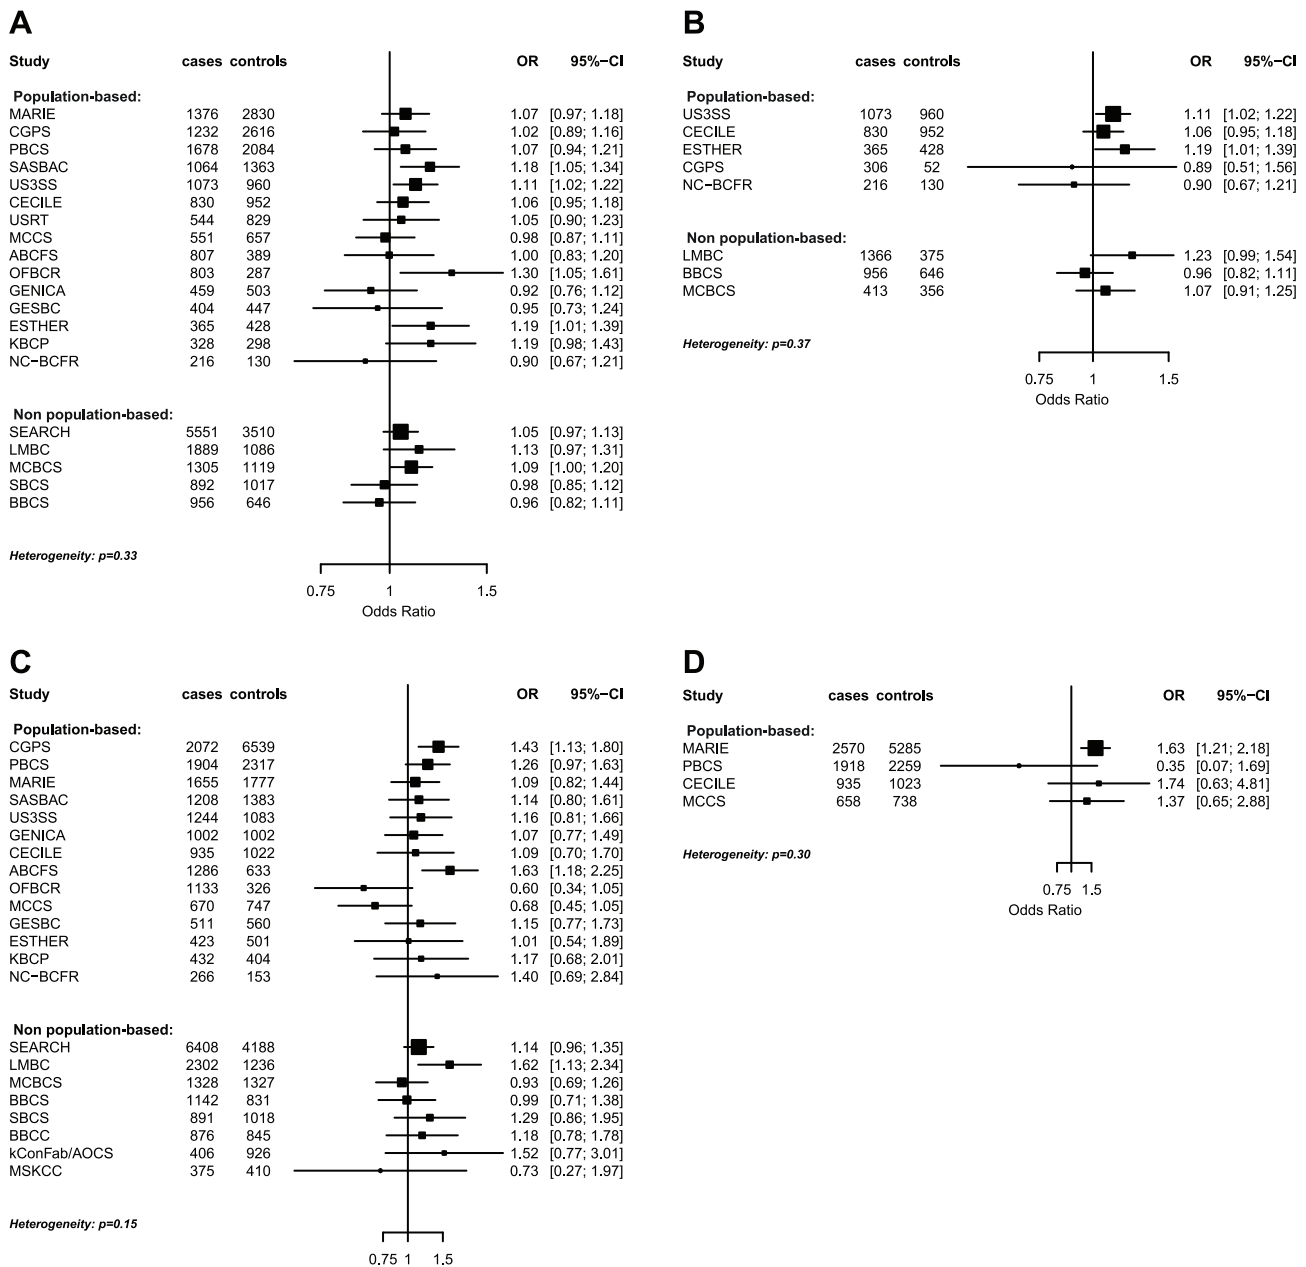 A
Study cases controls OR 95%−CI
Population-based:
MARIE 1376 2830 1.07 [0.97; 1.18]
CGPS 1232 2616 1.02 [0.89; 1.16]
PBCS 1678 2084 1.07 [0.94; 1.21]
SASBAC 1064 1363 1.18 [1.05; 1.34]
US3SS 1073 960 1.11 [1.02; 1.22]
CECILE 830 952 1.06 [0.95; 1.18]
USRT 544 829 1.05 [0.90; 1.23]
MCCS 551 657 0.98 [0.87; 1.11]
ABCFS 807 389 1.00 [0.83; 1.20]
OFBCR 803 287 1.30 [1.05; 1.61]
GENICA 459 503 0.92 [0.76; 1.12]
GESBC 404 447 0.95 [0.73; 1.24]
ESTHER 365 428 1.19 [1.01; 1.39]
KBCP 328 298 1.19 [0.98; 1.43]
NC−BCFR 216 130 0.90 [0.67; 1.21]
Non population-based:
SEARCH 5551 3510 1.05 [0.97; 1.13]
LMBC 1889 1086 1.13 [0.97; 1.31]
MCBCS 1305 1119 1.09 [1.00; 1.20]
SBCS 892 1017 0.98 [0.85; 1.12]
BBCS 956 646 0.96 [0.82; 1.11]
Heterogeneity: p=0.33
0.75 1 1.5
Odds Ratio
B
Study cases controls OR 95%−CI
Population-based:
US3SS 1073 960 1.11 [1.02; 1.22]
CECILE 830 952 1.06 [0.95; 1.18]
ESTHER 365 428 1.19 [1.01; 1.39]
CGPS 306 52 0.89 [0.51; 1.56]
NC−BCFR 216 130 0.90 [0.67; 1.21]
Non population-based:
LMBC 1366 375 1.23 [0.99; 1.54]
BBCS 956 646 0.96 [0.82; 1.11]
MCBCS 413 356 1.07 [0.91; 1.25]
Heterogeneity: p=0.37
0.75 1 1.5
Odds Ratio
C
Study cases controls OR 95%−CI
Population-based:
CGPS 2072 6539 1.43 [1.13; 1.80]
PBCS 1904 2317 1.26 [0.97; 1.63]
MARIE 1655 1777 1.09 [0.82; 1.44]
SASBAC 1208 1383 1.14 [0.80; 1.61]
US3SS 1244 1083 1.16 [0.81; 1.66]
GENICA 1002 1002 1.07 [0.77; 1.49]
CECILE 935 1022 1.09 [0.70; 1.70]
ABCFS 1286 633 1.63 [1.18; 2.25]
OFBCR 1133 326 0.60 [0.34; 1.05]
MCCS 670 747 0.68 [0.45; 1.05]
GESBC 511 560 1.15 [0.77; 1.73]
ESTHER 423 501 1.01 [0.54; 1.89]
KBCP 432 404 1.17 [0.68; 2.01]
NC−BCFR 266 153 1.40 [0.69; 2.84]
Non population-based:
SEARCH 6408 4188 1.14 [0.96; 1.35]
LMBC 2302 1236 1.62 [1.13; 2.34]
MCBCS 1328 1327 0.93 [0.69; 1.26]
BBCS 1142 831 0.99 [0.71; 1.38]
SBCS 891 1018 1.29 [0.86; 1.95]
BBCC 876 845 1.18 [0.78; 1.78]
kConFab/AOCS 406 926 1.52 [0.77; 3.01]
MSKCC 375 410 0.73 [0.27; 1.97]
Heterogeneity: p=0.15
0.75 1 1.5
D
Study cases controls OR 95%−CI
Population-based:
MARIE 2570 5285 1.63 [1.21; 2.18]
PBCS 1918 2259 0.35 [0.07; 1.69]
CECILE 935 1023 1.74 [0.63; 4.81]
MCCS 658 738 1.37 [0.65; 2.88]
Heterogeneity: p=0.30
0.75 1.5
Odds Ratio